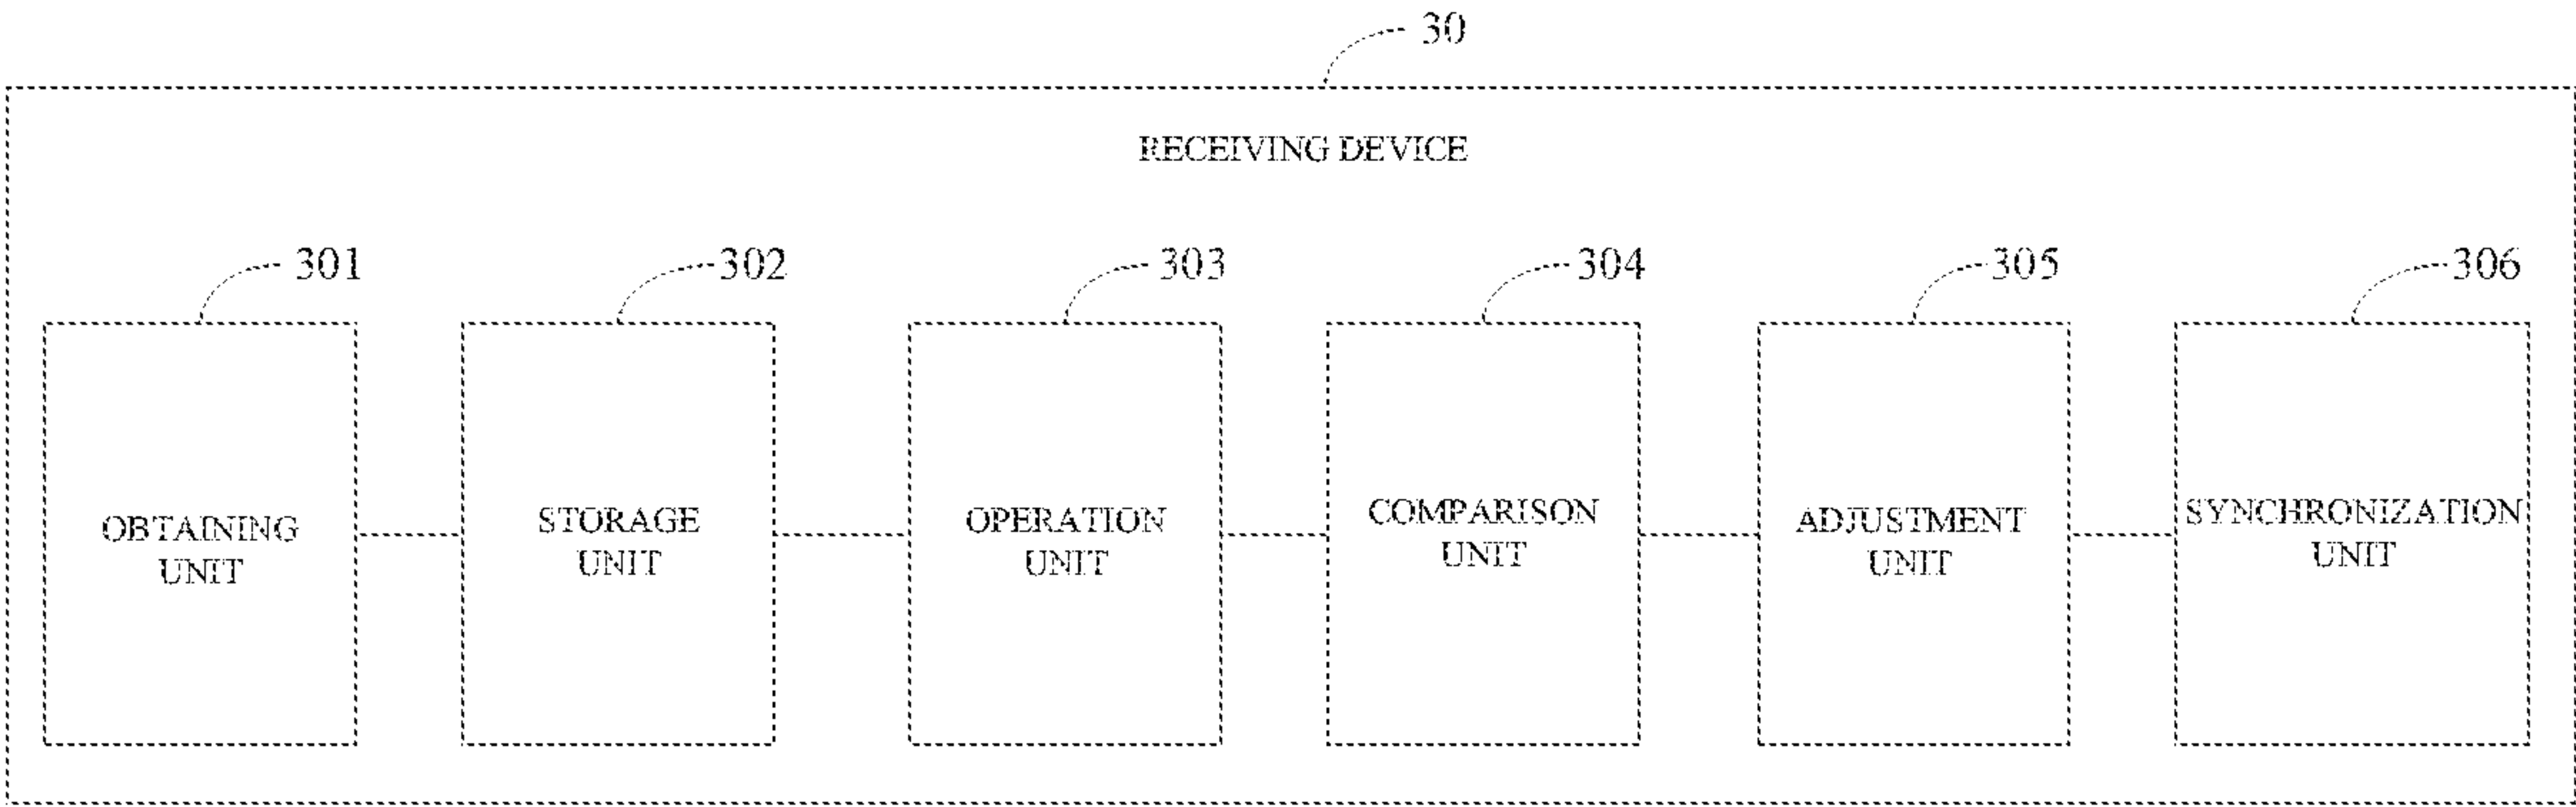 30
RECEIVING DEVICE
301
302
303
304
305
306
OBTAINING
UNIT
STORAGE
UNIT
OPERATION
UNIT
COMPARISON
UNIT
ADJUSTMENT
UNIT
SYNCHRONIZATION
UNIT